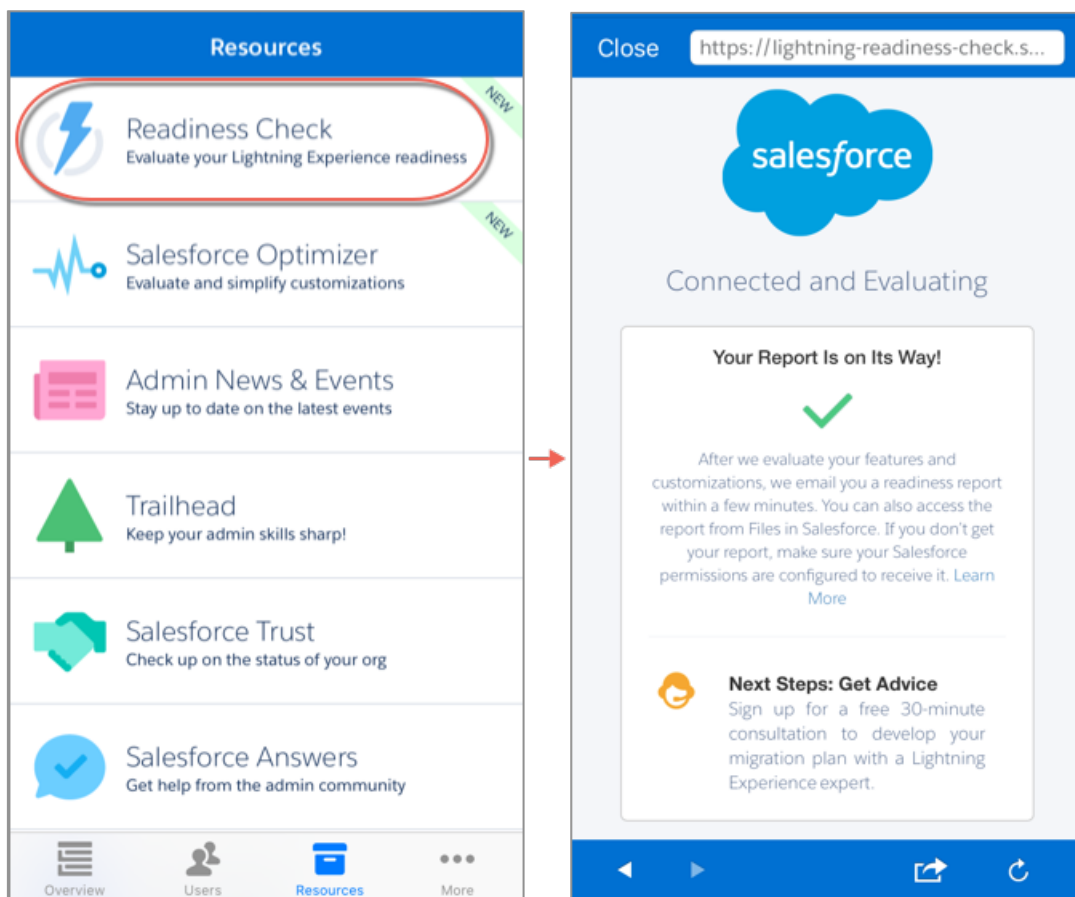 Resources
NEW
Readiness Check
Evaluate your Lightning Experience readiness
NEW
Salesforce Optimizer
Evaluate and simplify customizations
Admin News & Events
Stay up to date on the latest events
Trailhead
Keep your admin skills sharp!
Salesforce Trust
Check up on the status of your org
Salesforce Answers
Get help from the admin community
Overview
Users
Resources
More
Close
https://lightning-readiness-check.s...
salesforce
Connected and Evaluating
Your Report Is on Its Way!
After we evaluate your features and
customizations, we email you a readiness report
within a few minutes. You can also access the
report from Files in Salesforce. If you don't get
your report, make sure your Salesforce
permissions are configured to receive it. Learn
More
Next Steps: Get Advice
Sign up for a free 30-minute
consultation to develop your
migration plan with a Lightning
Experience expert.